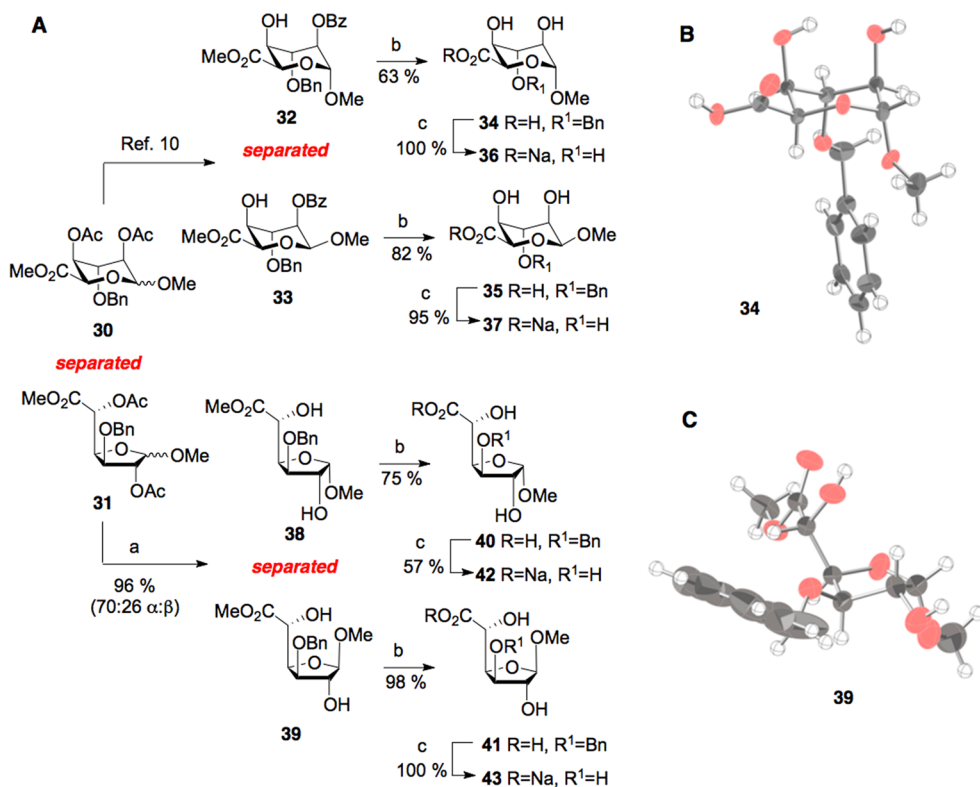 A
B
C
OH
OBz
MeO₂C
O
OBn
OMe
32
b
63 %
OH
OH
RO₂C
O
OR₁
OMe
c
100 %
34 R=H, R¹=Bn
36 R=Na, R¹=H
Ref. 10
separated
OH
OBz
MeO₂C
O
OMe
OBn
33
b
82 %
OH
OH
RO₂C
O
OMe
OR₁
c
95 %
35 R=H, R¹=Bn
37 R=Na, R¹=H
OAc
OAc
MeO₂C
O
OMe
OBn
30
separated
MeO₂C
OAc
OBn
O
OMe
OAc
31
a
96 %
(70:26 α:β)
MeO₂C
OH
OBn
O
OMe
HO
38
b
75 %
RO₂C
OH
OR¹
O
OMe
HO
c
57 %
40 R=H, R¹=Bn
42 R=Na, R¹=H
separated
MeO₂C
OH
OBn
OMe
O
OH
39
b
98 %
RO₂C
OH
OR¹
OMe
O
OH
c
100 %
41 R=H, R¹=Bn
43 R=Na, R¹=H
34
39